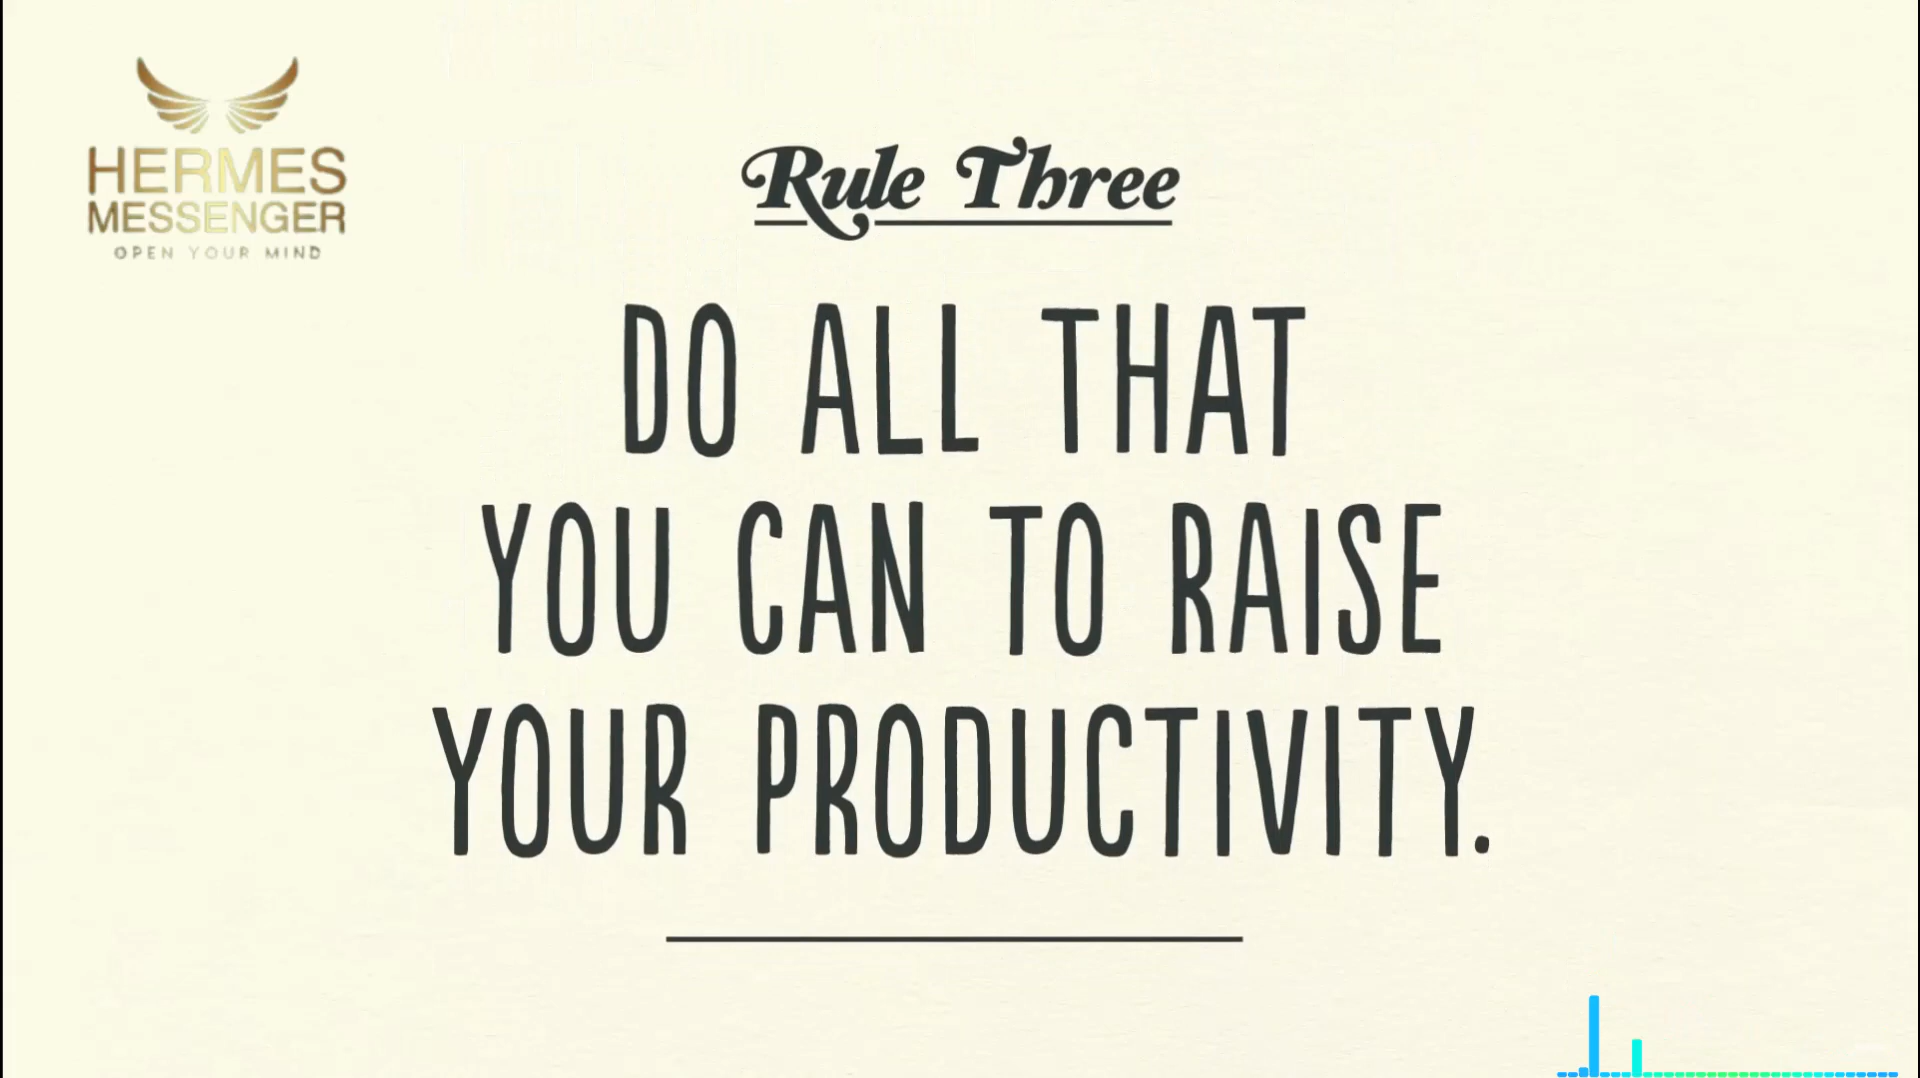 HERMES
MESSENGER
OPEN YOUR MIND
Rule Three
DO ALL THAT
YOU CAN TO RAISE
YOUR PRODUCTIVITY.